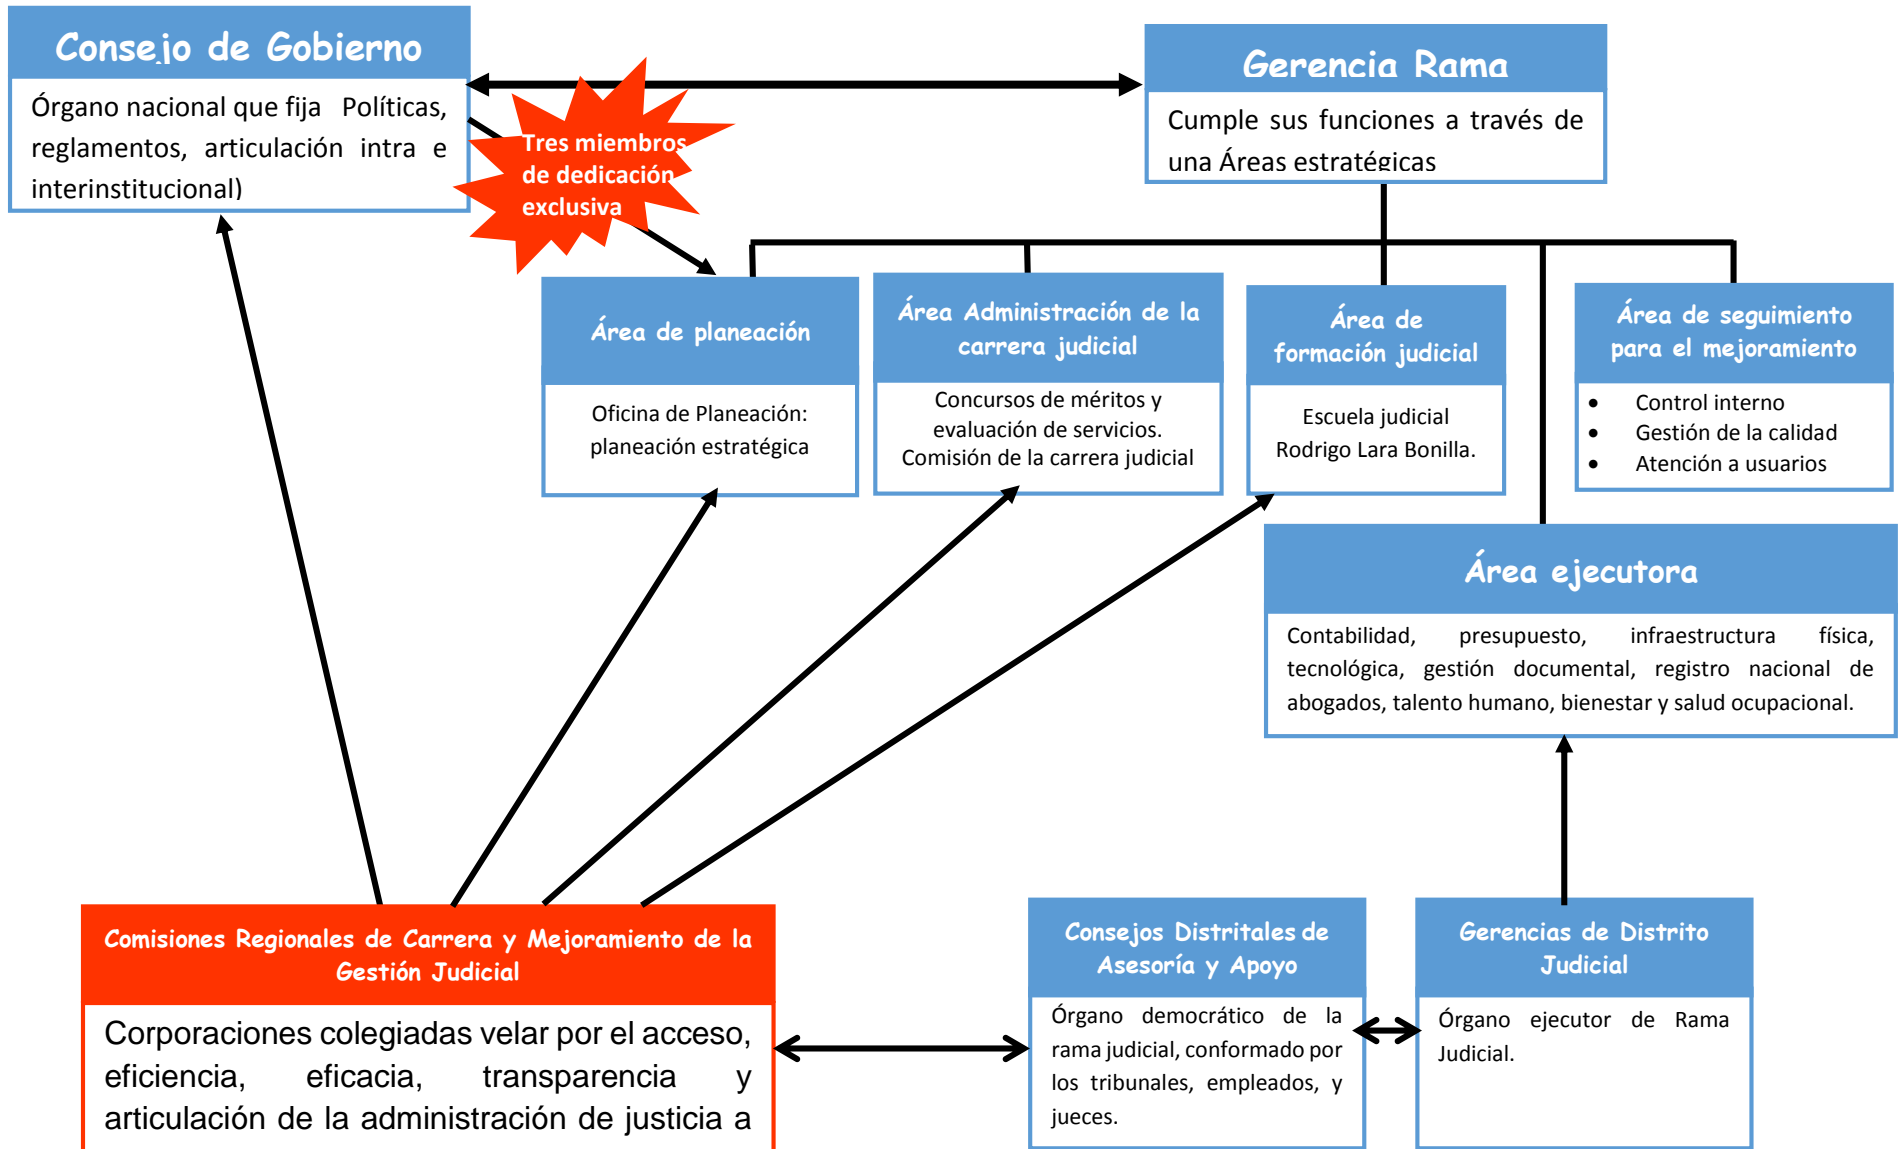 Consejo de Gobierno
Órgano nacional que fija Políticas,
reglamentos, articulación intra e
interinstitucional)
Tres miembros
de dedicación
exclusiva
Gerencia Rama
Cumple sus funciones a través de
una Áreas estratégicas
Área de planeación
Oficina de Planeación:
planeación estratégica
Área Administración de la
carrera judicial
Concursos de méritos y
evaluación de servicios.
Comisión de la carrera judicial
Área de
formación judicial
Escuela judicial
Rodrigo Lara Bonilla.
Área de seguimiento
para el mejoramiento
• Control interno
• Gestión de la calidad
• Atención a usuarios
Área ejecutora
Contabilidad, presupuesto, infraestructura física,
tecnológica, gestión documental, registro nacional de
abogados, talento humano, bienestar y salud ocupacional.
Comisiones Regionales de Carrera y Mejoramiento de la
Gestión Judicial
Corporaciones colegiadas velar por el acceso,
eficiencia, eficacia, transparencia y
articulación de la administración de justicia a
Consejos Distritales de
Asesoría y Apoyo
Órgano democrático de la
rama judicial, conformado por
los tribunales, empleados, y
jueces.
Gerencias de Distrito
Judicial
Órgano ejecutor de Rama
Judicial.